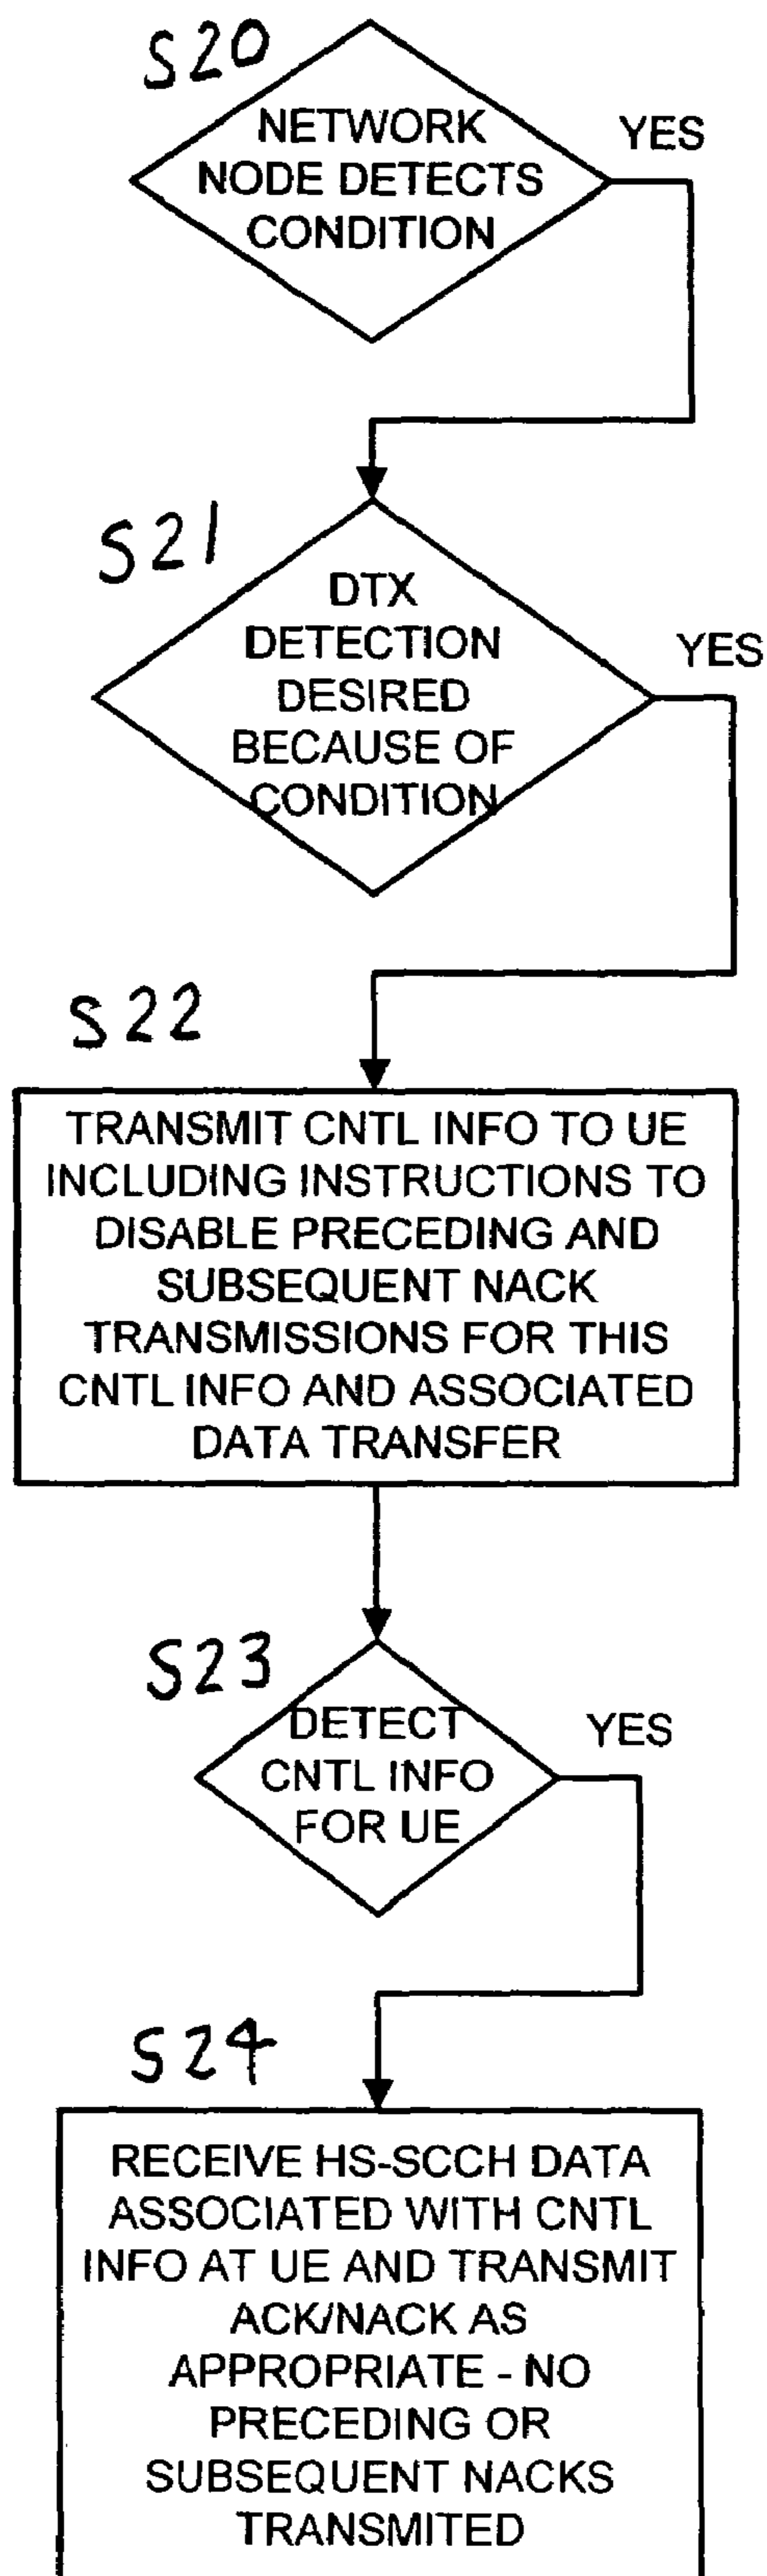 S20
NETWORK
NODE DETECTS
CONDITION
YES
S21
DTX
DETECTION
DESIRED
BECAUSE OF
CONDITION
YES
S22
TRANSMIT CNTL INFO TO UE
INCLUDING INSTRUCTIONS TO
DISABLE PRECEDING AND
SUBSEQUENT NACK
TRANSMISSIONS FOR THIS
CNTL INFO AND ASSOCIATED
DATA TRANSFER
S23
DETECT
CNTL INFO
FOR UE
YES
S24
RECEIVE HS-SCCH DATA
ASSOCIATED WITH CNTL
INFO AT UE AND TRANSMIT
ACK/NACK AS
APPROPRIATE - NO
PRECEDING OR
SUBSEQUENT NACKS
TRANSMITED